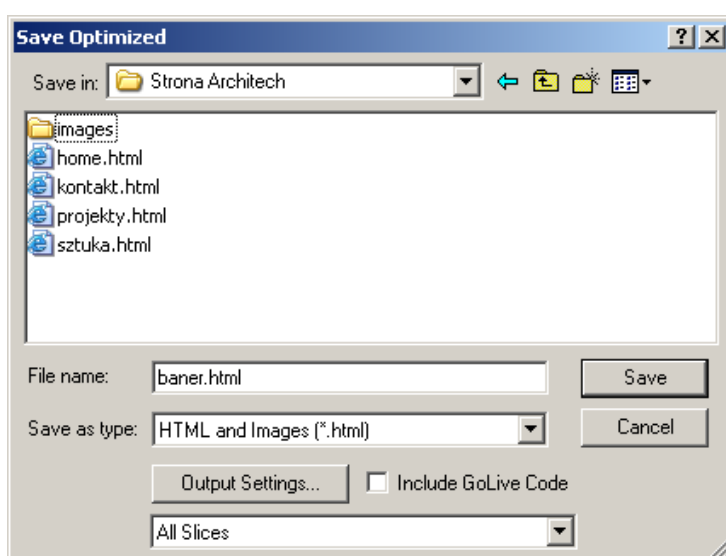 Save Optimized
Save in: Strona Architech
images
home.html
kontakt.html
projekty.html
sztuka.html
File name: baner.html Save
Save as type: HTML and Images (*.html) Cancel
Output Settings... Include GoLive Code
All Slices